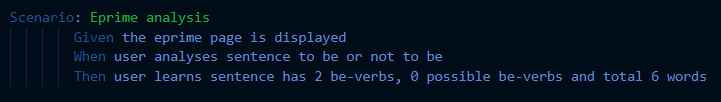 Scenario: Eprime analysis
Given the eprime page is displayed
When user analyses sentence to be or not to be
Then user learns sentence has 2 be-verbs, 0 possible be-verbs and total 6 words